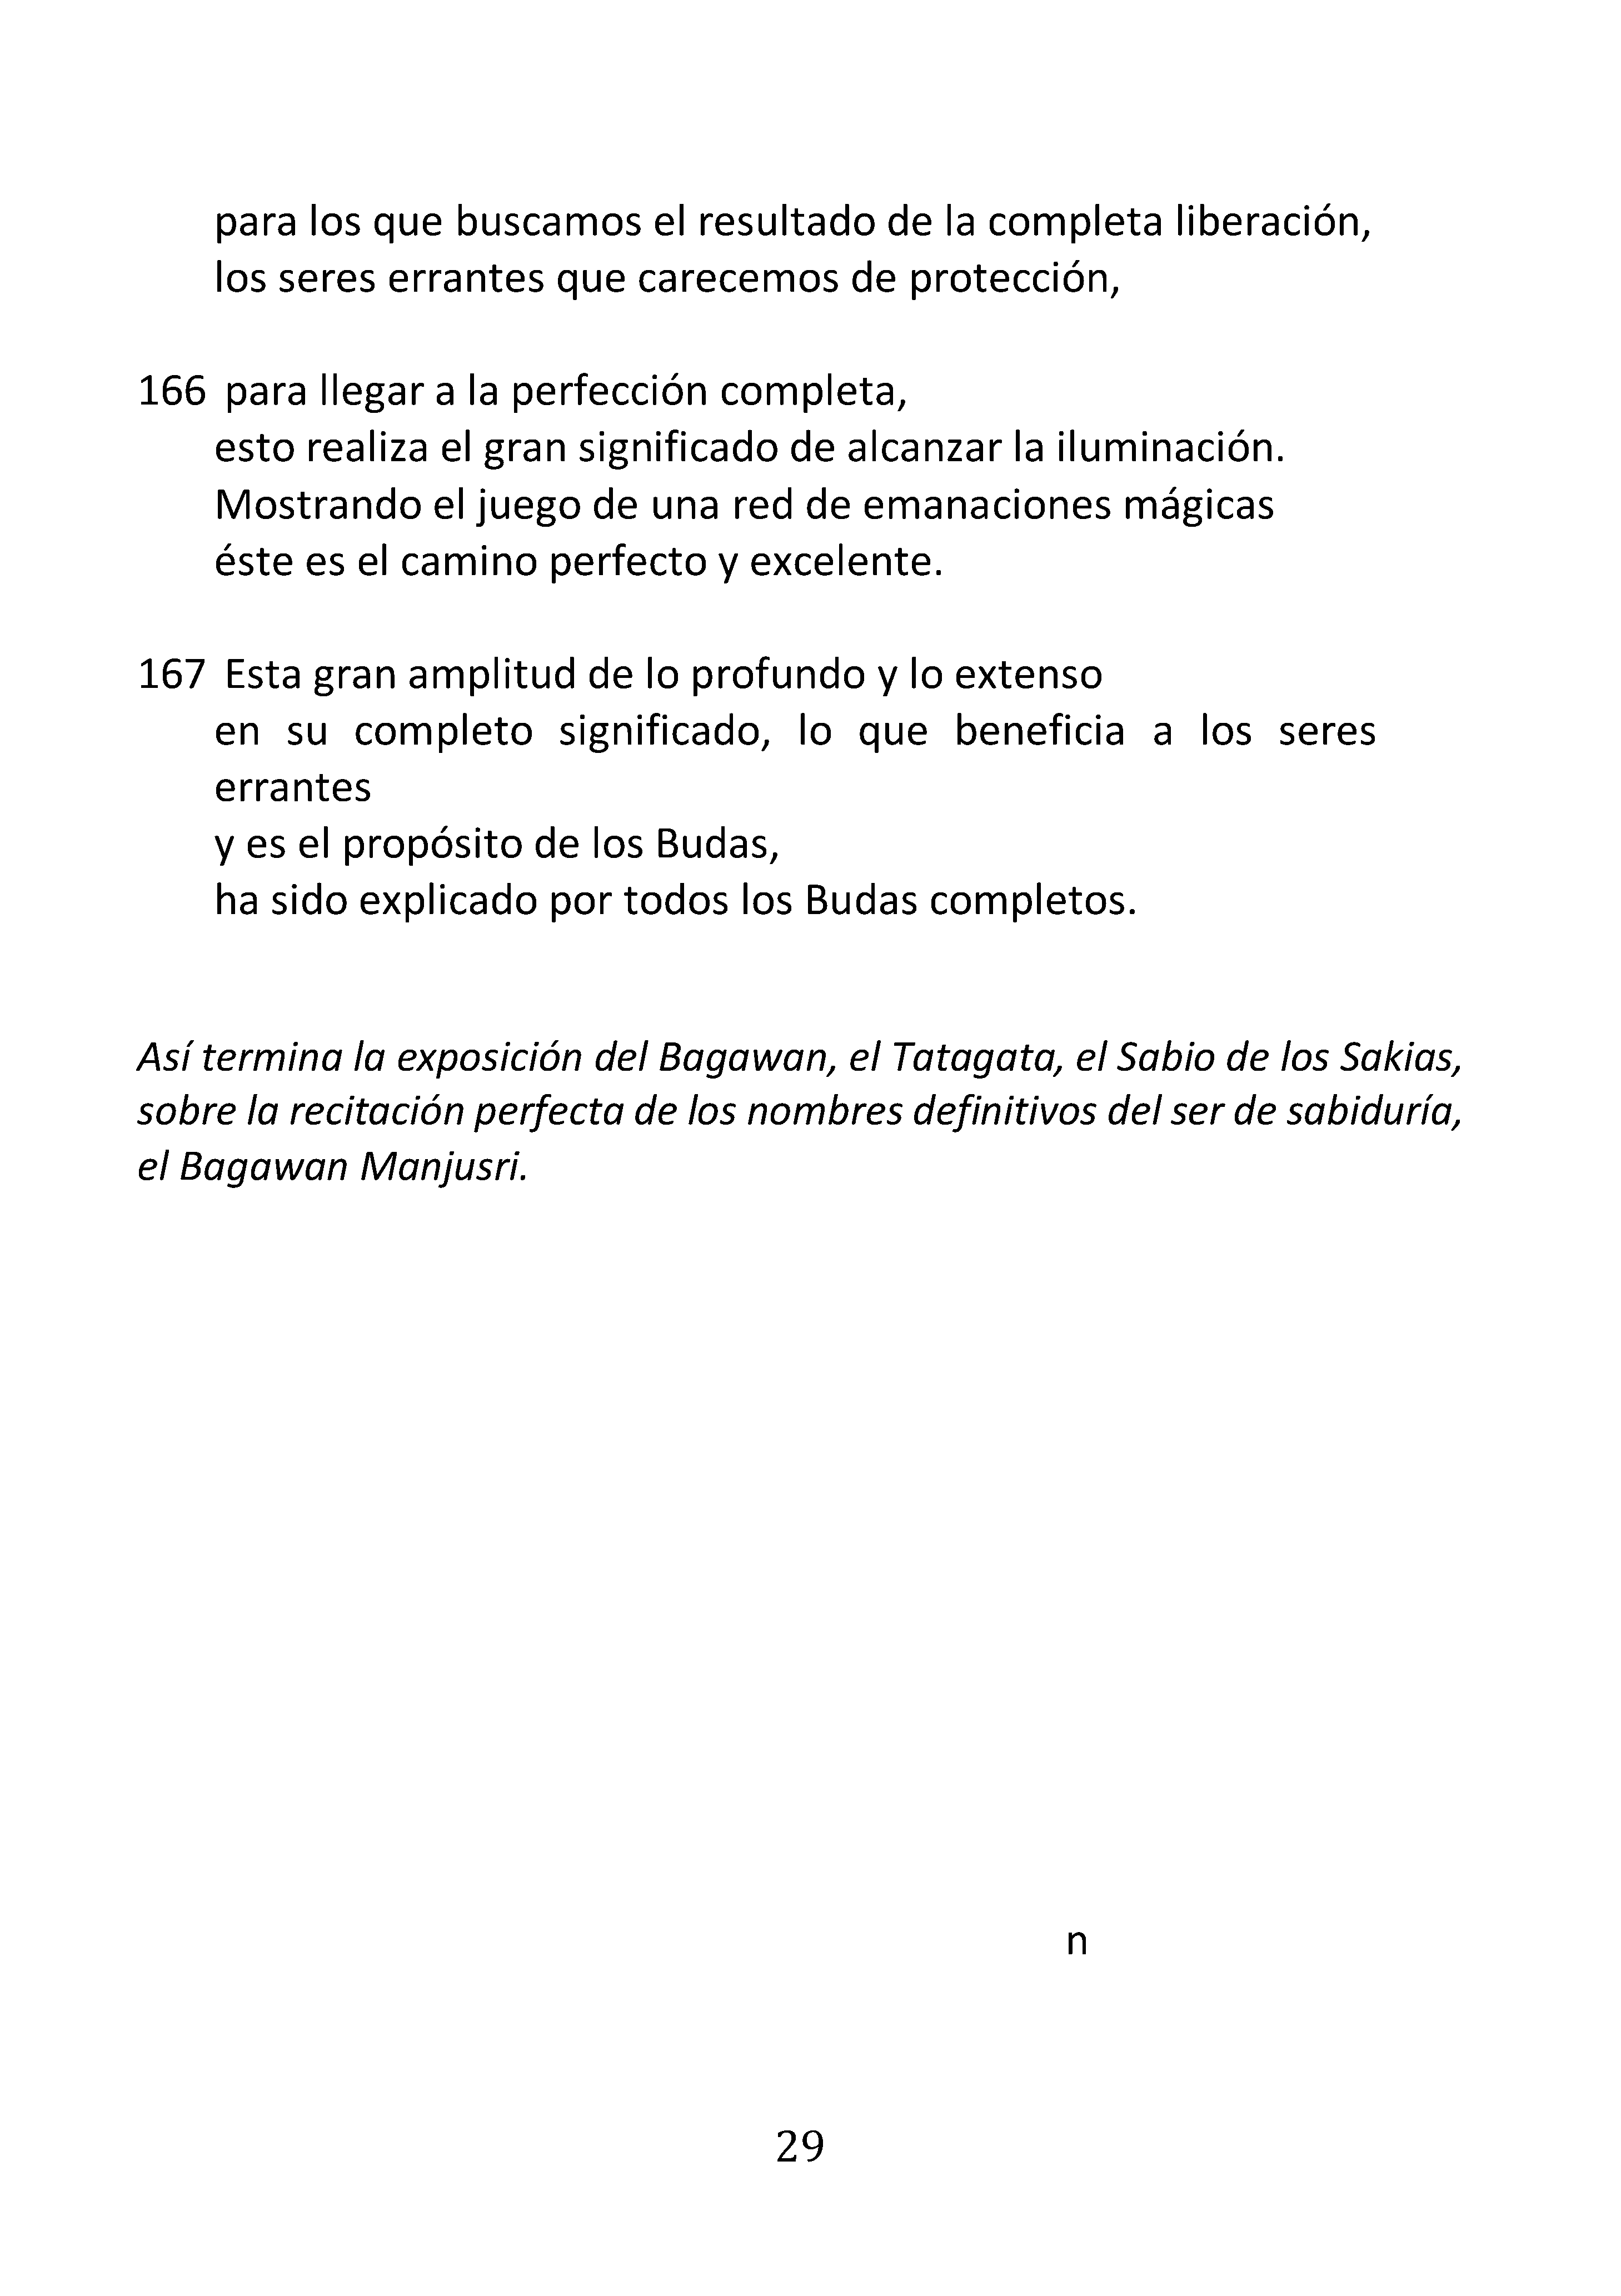 para los que buscamos el resultado de la completa liberación,
los seres errantes que carecemos de protección,
166 para llegar a la perfección completa,
esto realiza el gran significado de alcanzar la iluminación.
Mostrando el juego de una red de emanaciones mágicas
éste es el camino perfecto y excelente.
167 Esta gran amplitud de lo profundo y lo extenso
en su completo significado, lo que beneficia a los seres
errantes
y es el propósito de los Budas,
ha sido explicado por todos los Budas completos.
Así termina la exposición del Bagawan, el Tatagata, el Sabio de los Sakias,
sobre la recitación perfecta de los nombres definitivos del ser de sabiduría,
el Bagawan Manjusri.
n
29